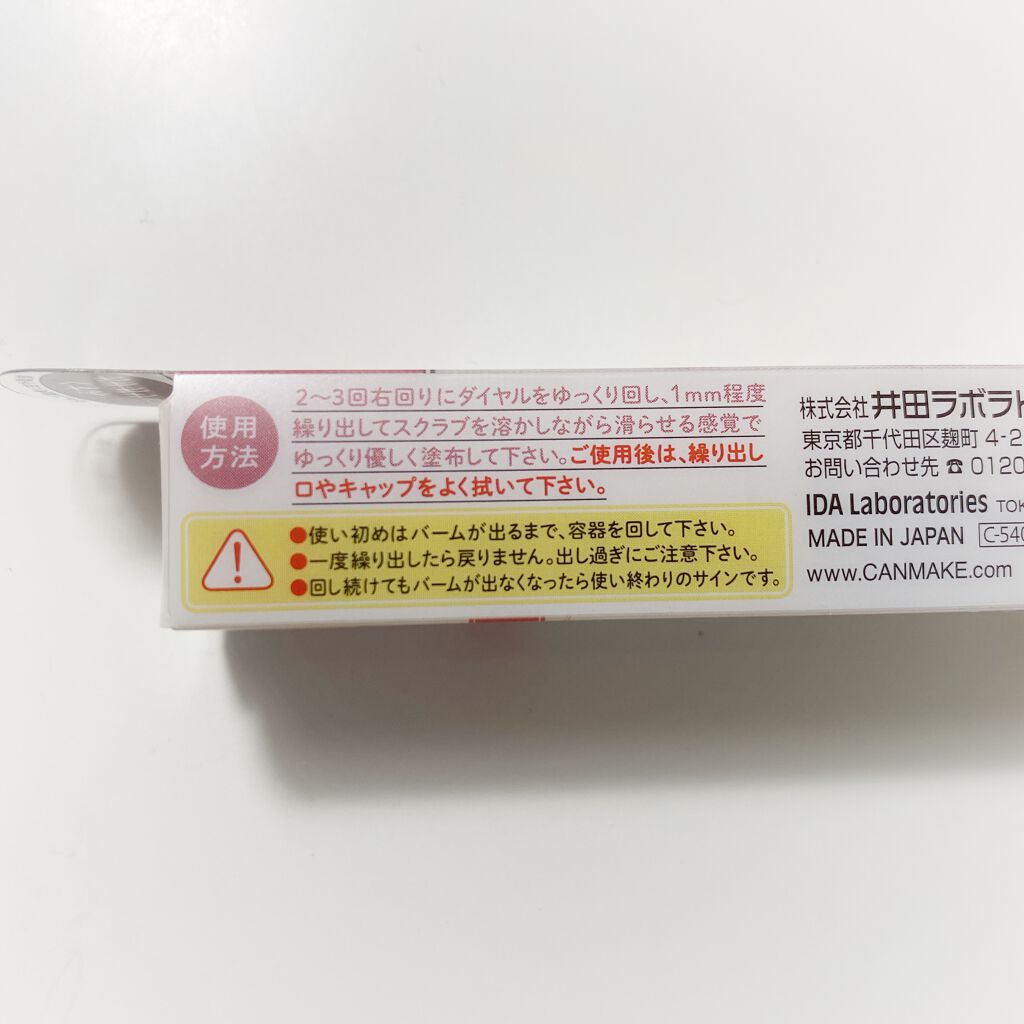 使用
方法
2～3回右回りにダイヤルをゆっくり回し、1mm程度
繰り出してスクラブを溶かしながら滑らせる感覚で
ゆっくり優しく塗布して下さい。ご使用後は、繰り出し
口やキャップをよく拭いて下さい。
●使い初めはバームが出るまで、容器を回して下さい。
●一度繰り出したら戻りません。出し過ぎにご注意下さい。
●回し続けてもバームが出なくなったら使い終わりのサインです。
株式会社 井田ラボラト
東京都千代田区麹町 4-2
お問い合わせ先 ☎ 0120
IDA Laboratories TOK
MADE IN JAPAN C-540
www.CANMAKE.com